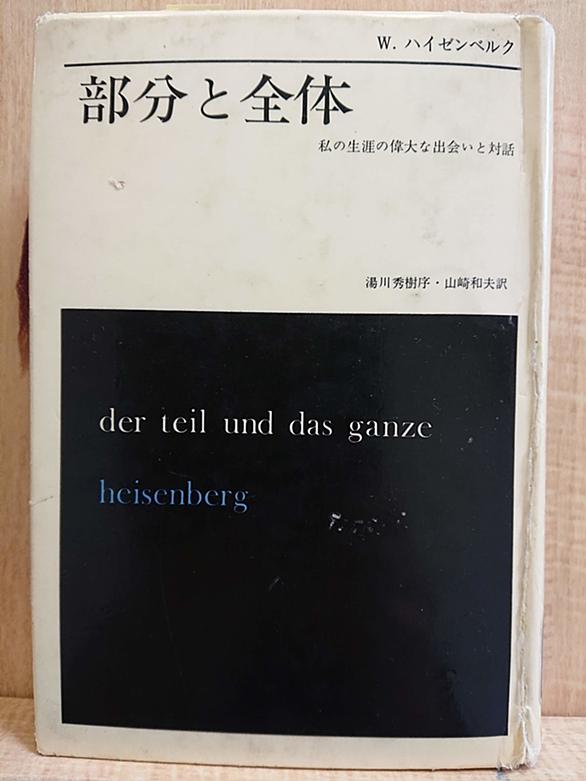 W. ハイゼンベルク
部分と全体
私の生涯の偉大な出会いと対話
湯川秀樹序・山崎和夫訳
der teil und das ganze
heisenberg